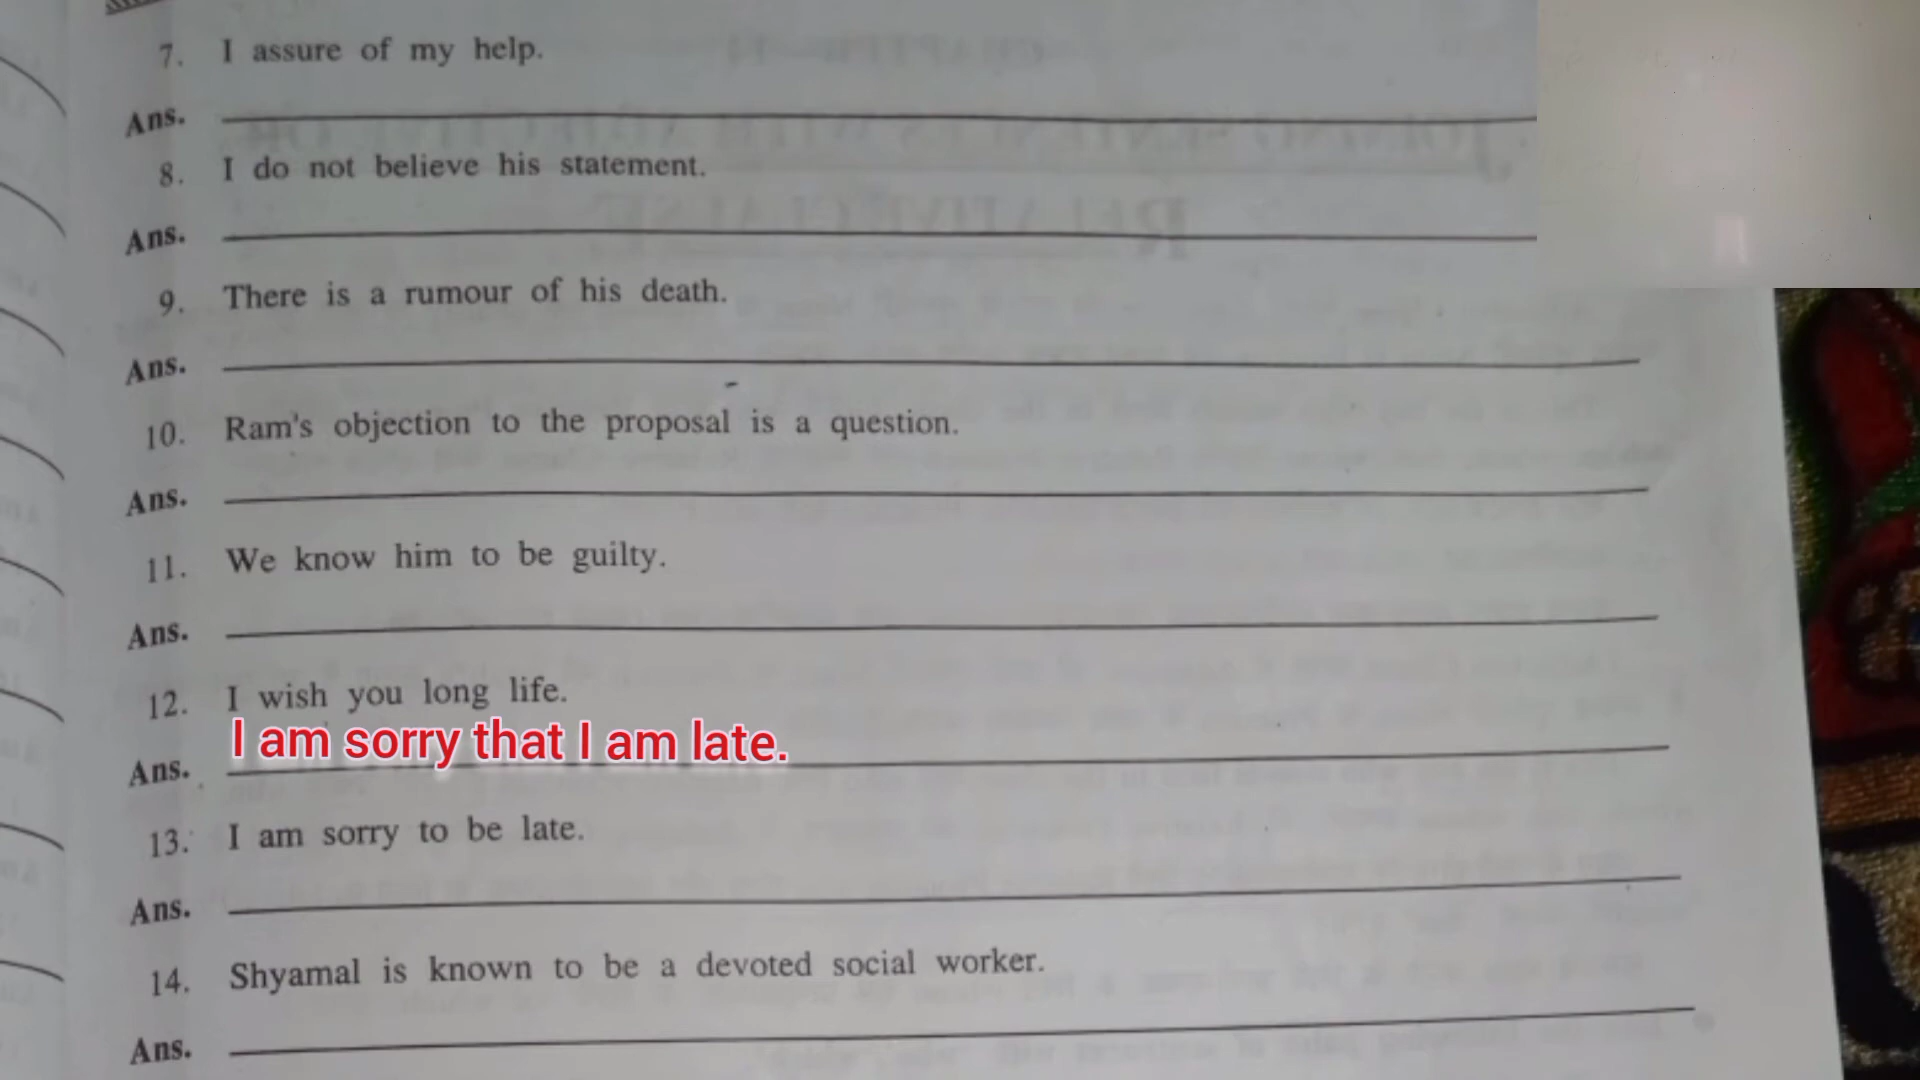 7. I assure of my help.
Ans.
8. I do not believe his statement.
Ans.
9. There is a rumour of his death.
Ans.
10. Ram's objection to the proposal is a question.
Ans.
11. We know him to be guilty.
Ans.
12. I wish you long life.
I am sorry that I am late.
Ans.
13. I am sorry to be late.
Ans.
14. Shyamal is known to be a devoted social worker.
Ans.